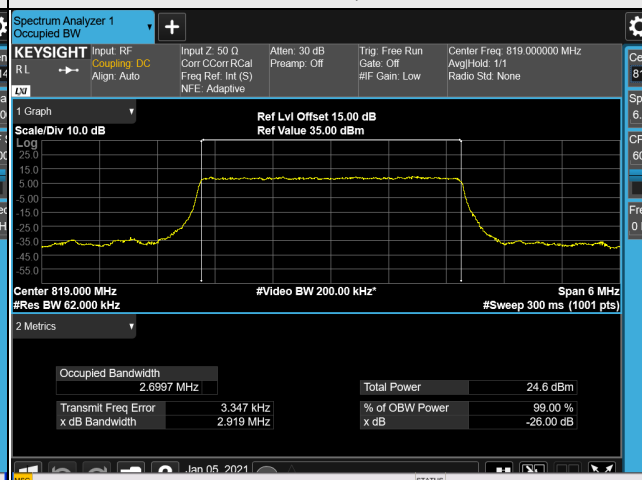 Spectrum Analyzer 1
Occupied BW
KEYSIGHT
RL
LXI
Input: RF
Coupling: DC
Align: Auto
Input Z: 50 Ω
Corr CCorr RCal
Freq Ref: Int (S)
NFE: Adaptive
Atten: 30 dB
Preamp: Off
Trig: Free Run
Gate: Off
#IF Gain: Low
Center Freq: 819.000000 MHz
Avg|Hold: 1/1
Radio Std: None
1 Graph
Scale/Div 10.0 dB
Ref Lvl Offset 15.00 dB
Ref Value 35.00 dBm
Log
25.0
15.0
5.00
-5.00
-15.0
-25.0
-35.0
-45.0
-55.0
Center 819.000 MHz
#Video BW 200.00 kHz*
Span 6 MHz
#Res BW 62.000 kHz
#Sweep 300 ms (1001 pts)
2 Metrics
Occupied Bandwidth
2.6997 MHz
Total Power 24.6 dBm
Transmit Freq Error 3.347 kHz
% of OBW Power 99.00 %
x dB Bandwidth 2.919 MHz
x dB -26.00 dB
Jan 05, 2021
MSG
STATUS